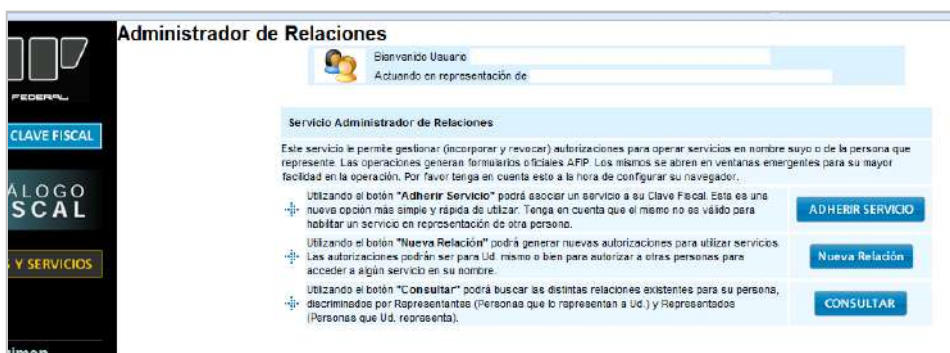 Administrador de Relaciones
Bienvenido Usuario
Actuando en representación de
FEDERAL
CLAVE FISCAL
ÁLOGO
SCAL
Y SERVICIOS
Servicio Administrador de Relaciones
Este servicio le permite gestionar (incorporar y revocar) autorizaciones para operar servicios en nombre suyo o de la persona que
represente. Las operaciones generan formularios oficiales AFIP. Los mismos se abren en ventanas emergentes para su mayor
facilidad en la operación. Por favor tenga en cuenta esto a la hora de configurar su navegador.
Utilizando el botón "Adherir Servicio" podrá asociar un servicio a su Clave Fiscal. Esta es una
nueva opción más simple y rápida de utilizar. Tenga en cuenta que el mismo no es válido para
habilitar un servicio en representación de otra persona.
ADHERIR SERVICIO
Utilizando el botón "Nueva Relación" podrá generar nuevas autorizaciones para utilizar servicios.
Las autorizaciones podrán ser para Ud. mismo o bien para autorizar a otras personas para
acceder a algún servicio en su nombre.
Nueva Relación
Utilizando el botón "Consultar" podrá buscar las distintas relaciones existentes para su persona,
discriminados por Representantes (Personas que lo representan a Ud.) y Representados
(Personas que Ud. representa).
CONSULTAR